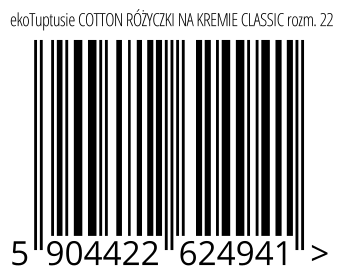 ekoTuptusie COTTON RÓŻYCZKI NA KREMIE CLASSIC rozm. 22
5 904422 624941 >